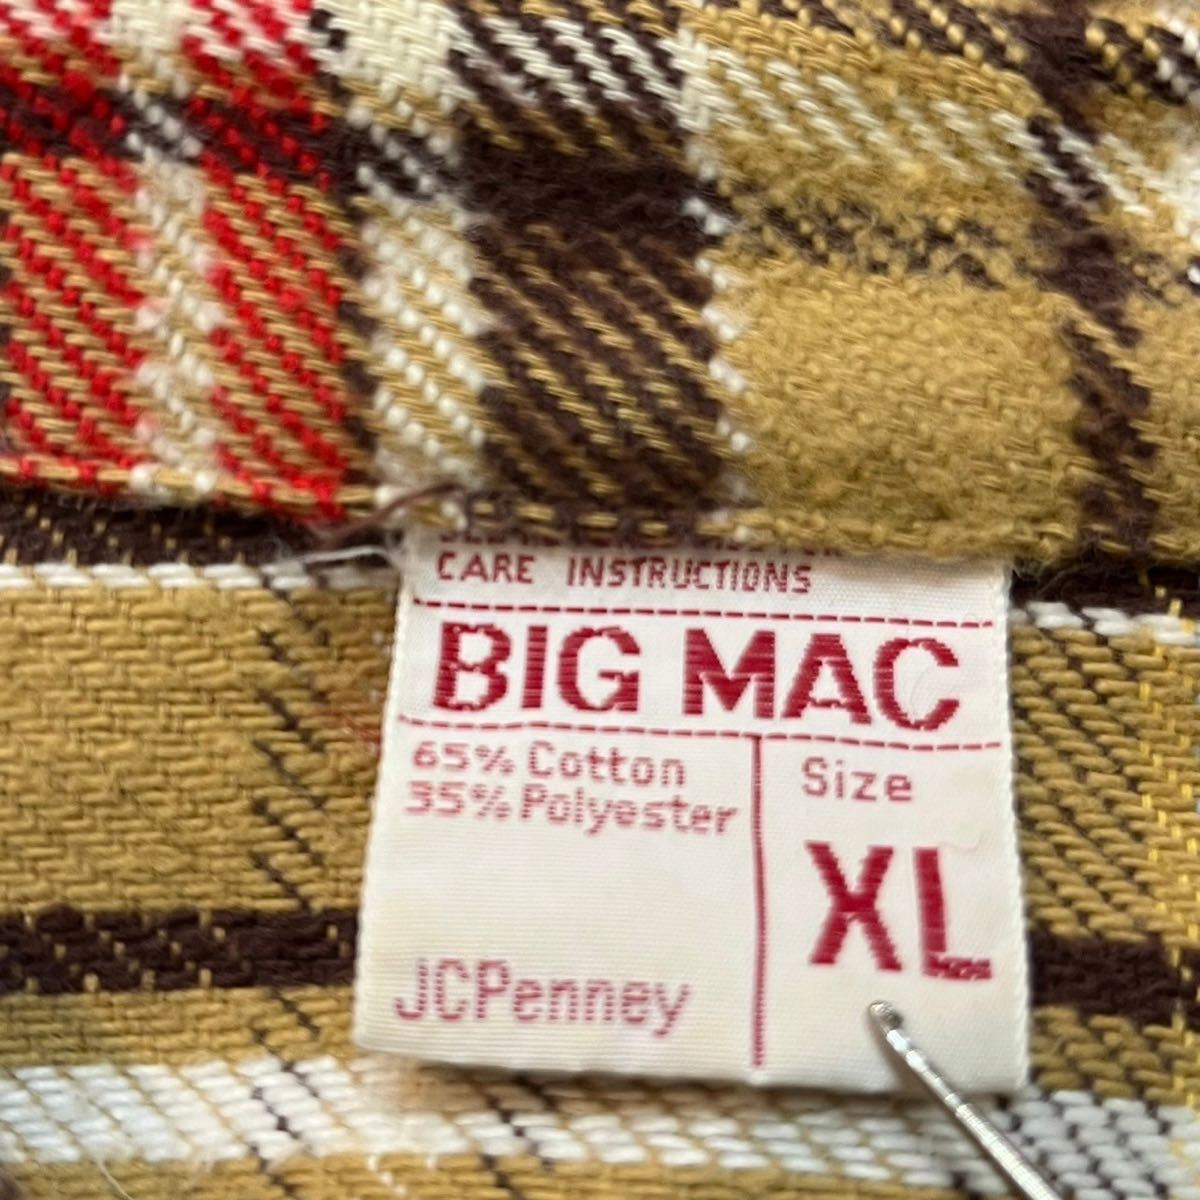 CARE INSTRUCTIONS
BIG MAC
65% Cotton
35% Polyester
Size
XL
JCPenney